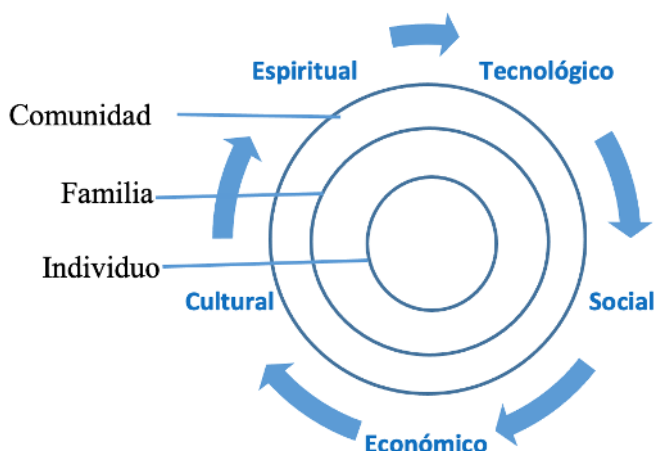 Espiritual
Tecnológico
Comunidad
Familia
Individuo
Cultural
Social
Económico